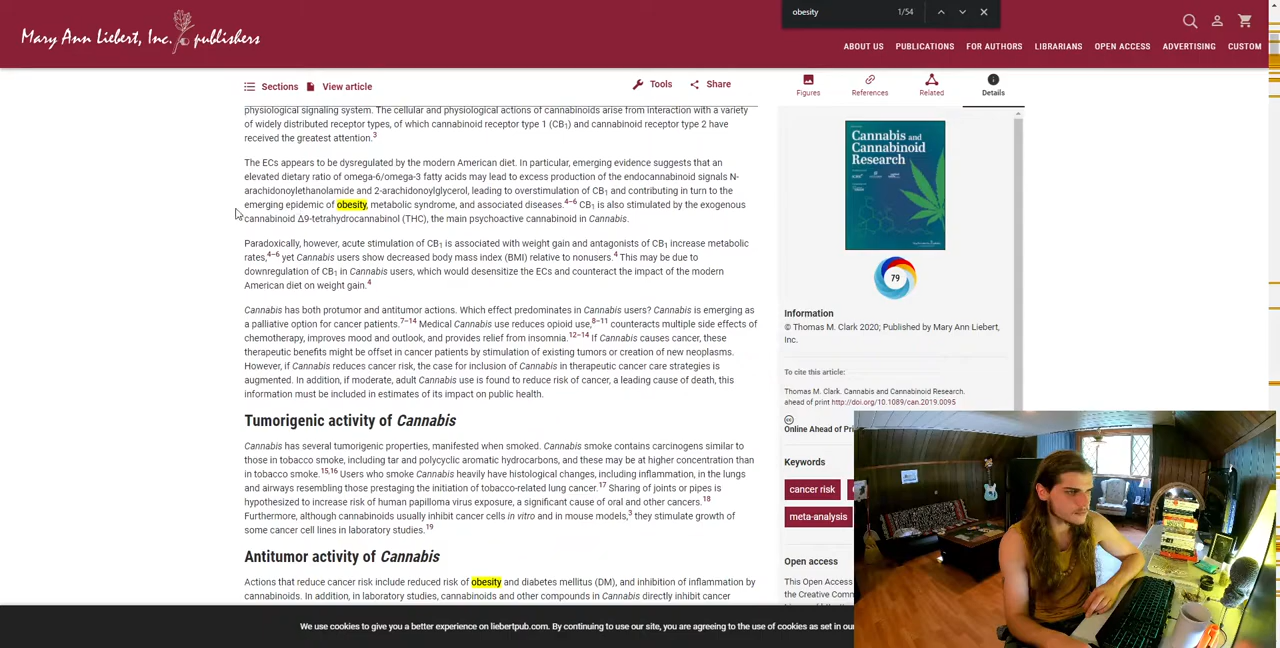 obesity 1/54
Mary Ann Liebert, Inc. publishers
ABOUT US PUBLICATIONS FOR AUTHORS LIBRARIANS OPEN ACCESS ADVERTISING CUSTOM
Sections View article Tools Share
Figures References Related Details
physiological signaling system. The cellular and physiological actions of cannabinoids arise from interaction with a variety
of widely distributed receptor types, of which cannabinoid receptor type 1 (CB1) and cannabinoid receptor type 2 have
received the greatest attention.3
The ECs appears to be dysregulated by the modern American diet. In particular, emerging evidence suggests that an
elevated dietary ratio of omega-6/omega-3 fatty acids may lead to excess production of the endocannabinoid signals N-
arachidonoylethanolamide and 2-arachidonoylglycerol, leading to overstimulation of CB1 and contributing in turn to the
emerging epidemic of obesity, metabolic syndrome, and associated diseases.4–6 CB1 is also stimulated by the exogenous
cannabinoid Δ9-tetrahydrocannabinol (THC), the main psychoactive cannabinoid in Cannabis.
Paradoxically, however, acute stimulation of CB1 is associated with weight gain and antagonists of CB1 increase metabolic
rates,4–6 yet Cannabis users show decreased body mass index (BMI) relative to nonusers.4 This may be due to
downregulation of CB1 in Cannabis users, which would desensitize the ECs and counteract the impact of the modern
American diet on weight gain.4
Cannabis has both protumor and antitumor actions. Which effect predominates in Cannabis users? Cannabis is emerging as
a palliative option for cancer patients.7–14 Medical Cannabis use reduces opioid use,8–11 counteracts multiple side effects of
chemotherapy, improves mood and outlook, and provides relief from insomnia.12–14 If Cannabis causes cancer, these
therapeutic benefits might be offset in cancer patients by stimulation of existing tumors or creation of new neoplasms.
However, if Cannabis reduces cancer risk, the case for inclusion of Cannabis in therapeutic cancer care strategies is
augmented. In addition, if moderate, adult Cannabis use is found to reduce risk of cancer, a leading cause of death, this
information must be included in estimates of its impact on public health.
Tumorigenic activity of Cannabis
Cannabis has several tumorigenic properties, manifested when smoked. Cannabis smoke contains carcinogens similar to
those in tobacco smoke, including tar and polycyclic aromatic hydrocarbons, and these may be at higher concentration than
in tobacco smoke.15,16 Users who smoke Cannabis heavily have histological changes, including inflammation, in the lungs
and airways resembling those prestaging the initiation of tobacco-related lung cancer.17 Sharing of joints or pipes is
hypothesized to increase risk of human papilloma virus exposure, a significant cause of oral and other cancers.18
Furthermore, although cannabinoids usually inhibit cancer cells in vitro and in mouse models,3 they stimulate growth of
some cancer cell lines in laboratory studies.19
Antitumor activity of Cannabis
Actions that reduce cancer risk include reduced risk of obesity and diabetes mellitus (DM), and inhibition of inflammation by
cannabinoids. In addition, in laboratory studies, cannabinoids and other compounds in Cannabis directly inhibit cancer
Cannabis and
Cannabinoid
Research
79
Information
© Thomas M. Clark 2020; Published by Mary Ann Liebert,
Inc.
To cite this article:
Thomas M. Clark. Cannabis and Cannabinoid Research.
ahead of print http://doi.org/10.1089/can.2019.0095
Online Ahead of Pri
Keywords
cancer risk
meta-analysis
Open access
This Open Access
the Creative Comm
We use cookies to give you a better experience on liebertpub.com. By continuing to use our site, you are agreeing to the use of cookies as set in our